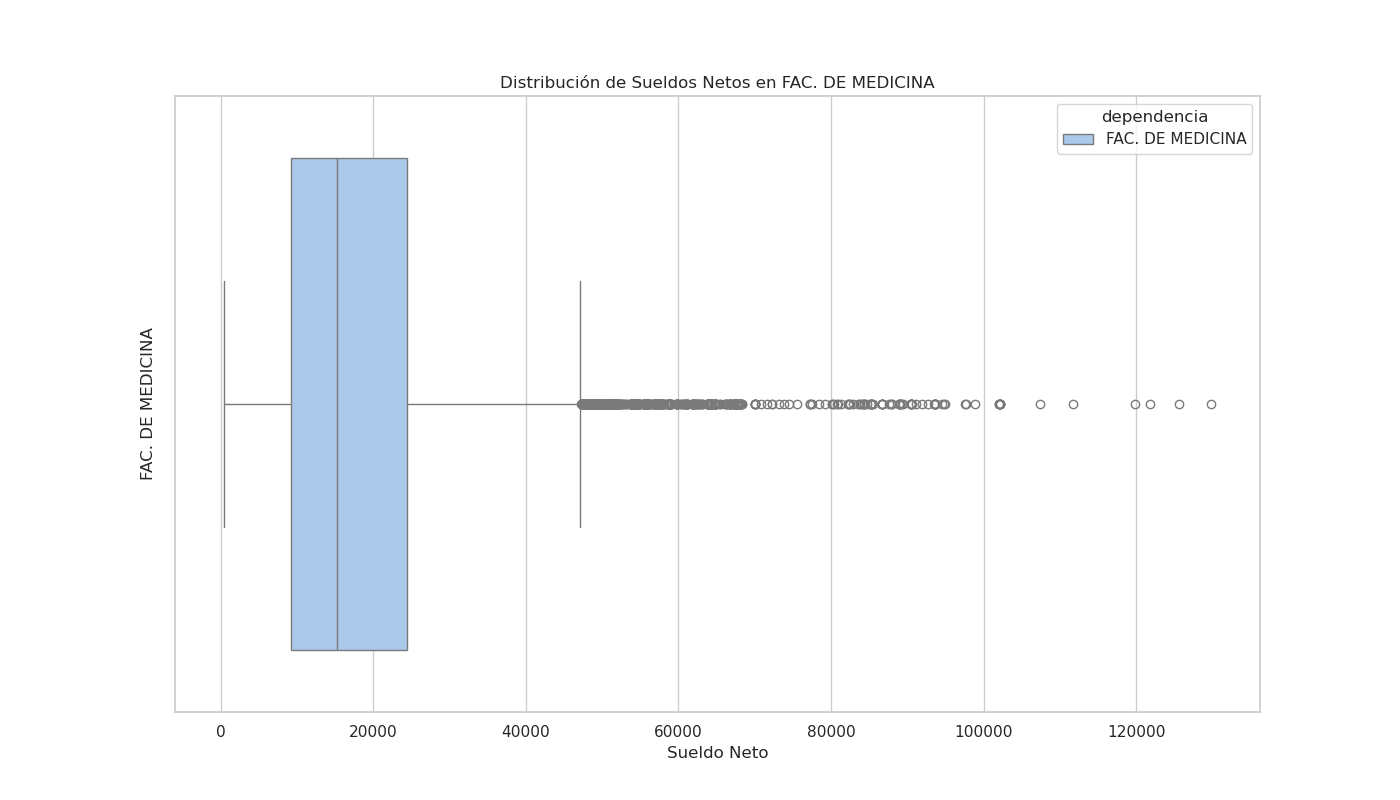 Distribución de Sueldos Netos en FAC. DE MEDICINA
dependencia
FAC. DE MEDICINA
FAC. DE MEDICINA
0
20000
40000
60000
80000
100000
120000
Sueldo Neto